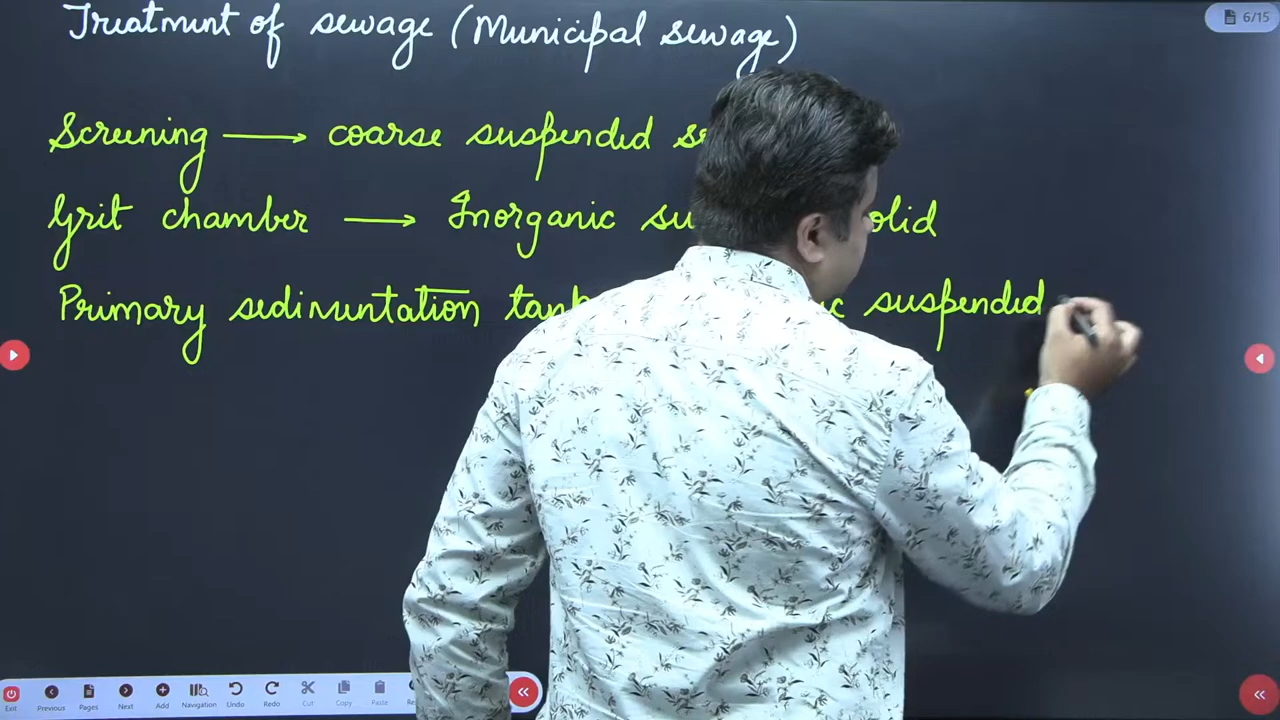 6/15
Treatment of sewage (Municipal sewage)
Screening → coarse suspended
Grit chamber → Inorganic
Primary sedimentation suspended
Exit Previous Pages Next Add Navigation Undo Redo Cut Copy Paste